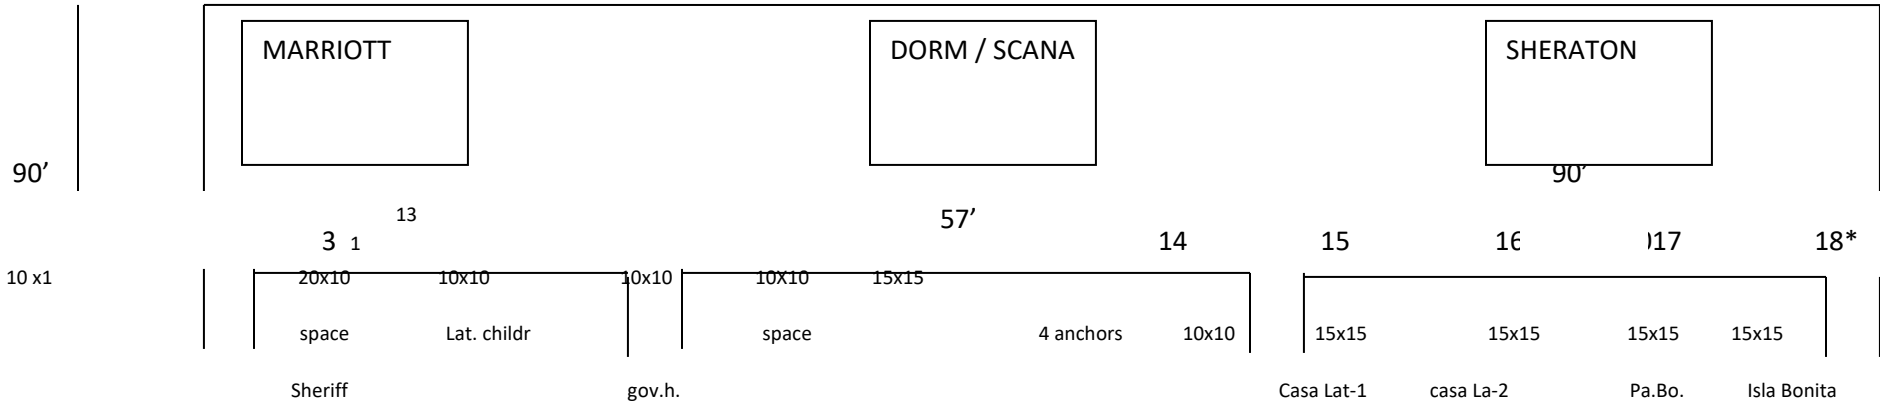 MARRIOTT DORM / SCANA SHERATON
90’ 90’
13 57’
3 1 14 15 16 17 18*
10 x1 20x10 10x10 10x10 10X10 15x15
space Lat. childr space 4 anchors 10x10 15x15 15x15 15x15 15x15
Sheriff gov.h. Casa Lat-1 casa La-2 Pa.Bo. Isla Bonita